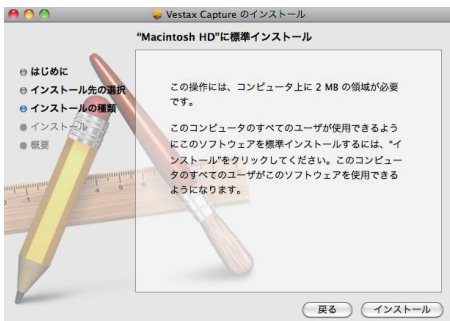 Vestax Capture のインストール
"Macintosh HD"に標準インストール
はじめに
インストール先の選択
インストールの種類
インストール
概要
この操作には、コンピュータ上に 2 MB の領域が必要
です。
このコンピュータのすべてのユーザが使用できるよう
にこのソフトウェアを標準インストールするには、"イ
ンストール"をクリックしてください。このコンピュー
タのすべてのユーザがこのソフトウェアを使用できる
ようになります。
戻る
インストール